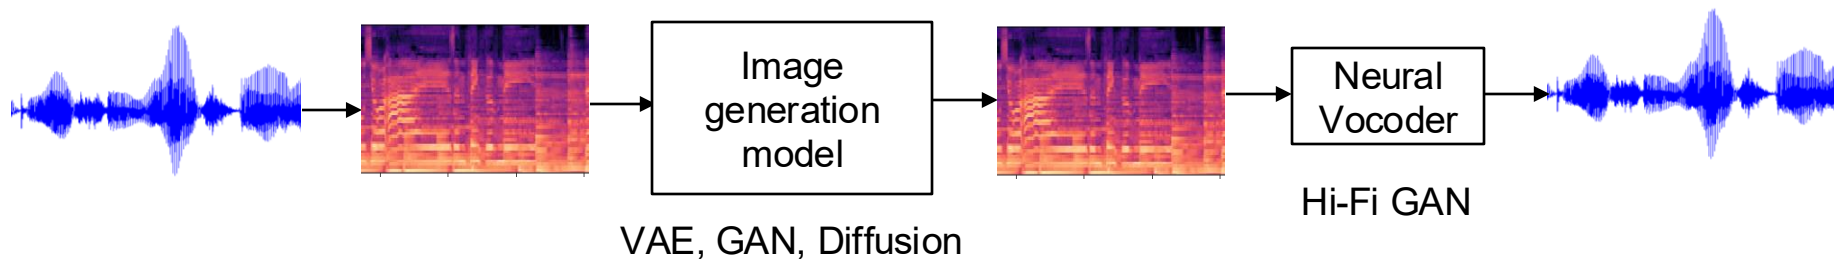 Image
generation
model
Neural
Vocoder
Hi-Fi GAN
VAE, GAN, Diffusion